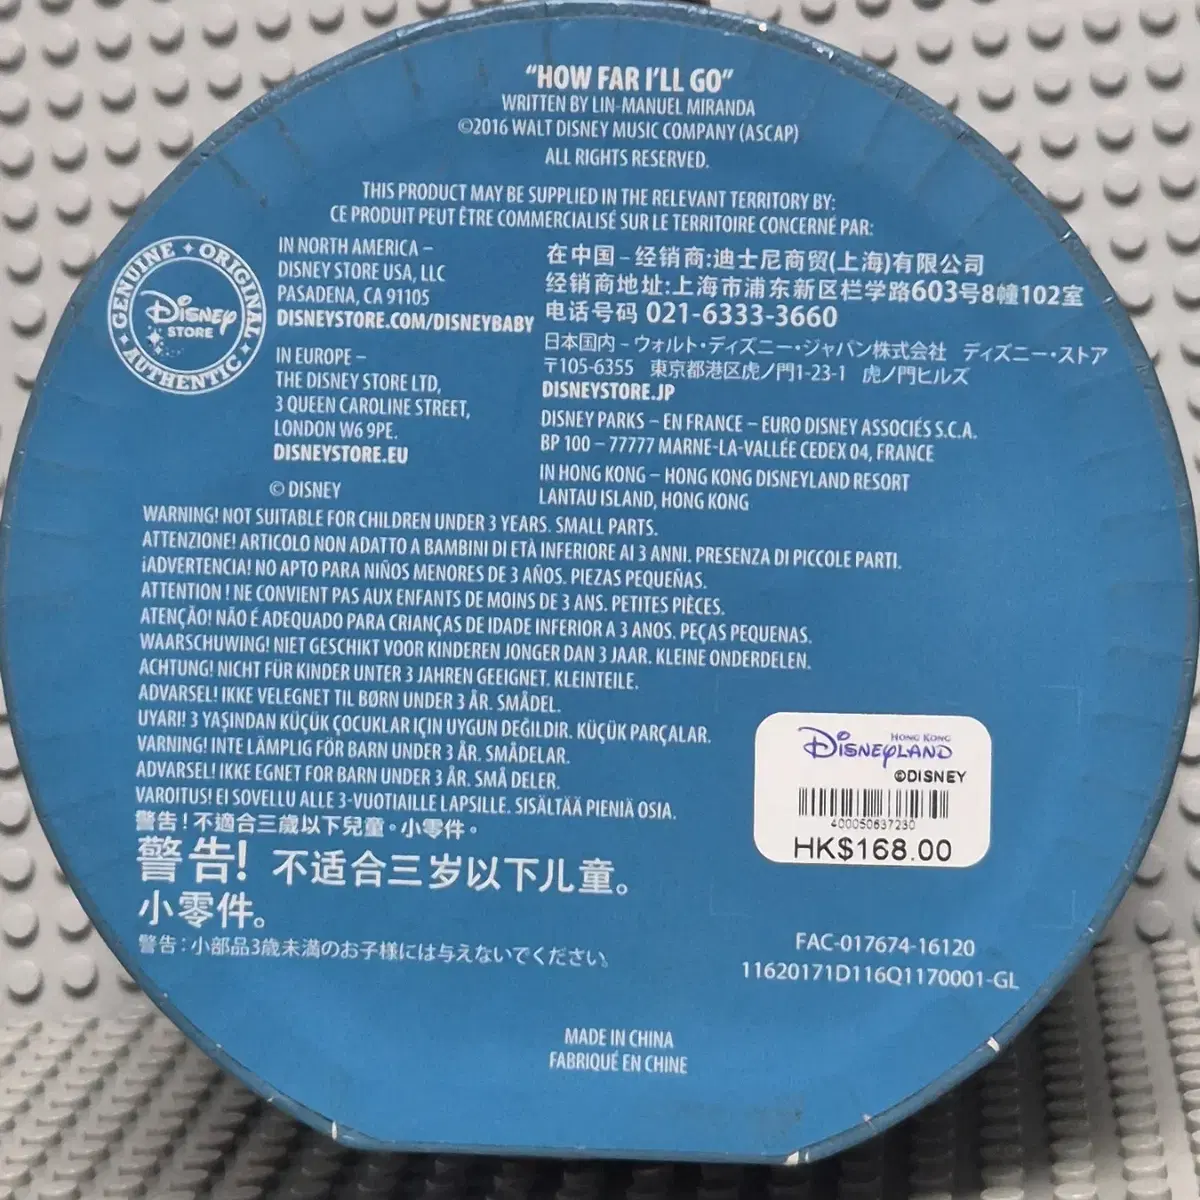 “HOW FAR I'LL GO”
WRITTEN BY LIN-MANUEL MIRANDA
©2016 WALT DISNEY MUSIC COMPANY (ASCAP)
ALL RIGHTS RESERVED.
THIS PRODUCT MAY BE SUPPLIED IN THE RELEVANT TERRITORY BY:
CE PRODUIT PEUT ÊTRE COMMERCIALISÉ SUR LE TERRITOIRE CONCERNÉ PAR:
GENUINE ORIGINAL AUTHENTIC
Disney
STORE
IN NORTH AMERICA –
DISNEY STORE USA, LLC
PASADENA, CA 91105
DISNEYSTORE.COM/DISNEYBABY
IN EUROPE –
THE DISNEY STORE LTD,
3 QUEEN CAROLINE STREET,
LONDON W6 9PE.
DISNEYSTORE.EU
© DISNEY
在中国 – 经销商:迪士尼商贸(上海)有限公司
经销商地址:上海市浦东新区栏学路603号8幢102室
电话号码 021-6333-3660
日本国内 – ウォルト・ディズニー・ジャパン株式会社 ディズニー・ストア
〒105-6355 東京都港区虎ノ門1-23-1 虎ノ門ヒルズ
DISNEYSTORE.JP
DISNEY PARKS – EN FRANCE – EURO DISNEY ASSOCIÉS S.C.A.
BP 100 – 77777 MARNE-LA-VALLÉE CEDEX 04, FRANCE
IN HONG KONG – HONG KONG DISNEYLAND RESORT
LANTAU ISLAND, HONG KONG
WARNING! NOT SUITABLE FOR CHILDREN UNDER 3 YEARS. SMALL PARTS.
ATTENZIONE! ARTICOLO NON ADATTO A BAMBINI DI ETÀ INFERIORE AI 3 ANNI. PRESENZA DI PICCOLE PARTI.
¡ADVERTENCIA! NO APTO PARA NIÑOS MENORES DE 3 AÑOS. PIEZAS PEQUEÑAS.
ATTENTION ! NE CONVIENT PAS AUX ENFANTS DE MOINS DE 3 ANS. PETITES PIÈCES.
ATENÇÃO! NÃO É ADEQUADO PARA CRIANÇAS DE IDADE INFERIOR A 3 ANOS. PEÇAS PEQUENAS.
WAARSCHUWING! NIET GESCHIKT VOOR KINDEREN JONGER DAN 3 JAAR. KLEINE ONDERDELEN.
ACHTUNG! NICHT FÜR KINDER UNTER 3 JAHREN GEEIGNET. KLEINTEILE.
ADVARSEL! IKKE VELEGNET TIL BØRN UNDER 3 ÅR. SMÅDEL.
UYARI! 3 YAŞINDAN KÜÇÜK ÇOCUKLAR IÇIN UYGUN DEĞILDIR. KÜÇÜK PARÇALAR.
VARNING! INTE LÄMPLIG FÖR BARN UNDER 3 ÅR. SMÅDELAR.
ADVARSEL! IKKE EGNET FOR BARN UNDER 3 ÅR. SMÅ DELER.
VAROITUS! EI SOVELLU ALLE 3-VUOTIAILLE LAPSILLE. SISÄLTÄÄ PIENIÄ OSIA.
警告！不適合三歲以下兒童。小零件。
警告! 不适合三岁以下儿童。
小零件。
警告：小部品3歳未満のお子様には与えないでください。
HONG KONG
DISNEYLAND
©DISNEY
400050637230
HK$168.00
FAC-017674-16120
11620171D116Q1170001-GL
MADE IN CHINA
FABRIQUÉ EN CHINE